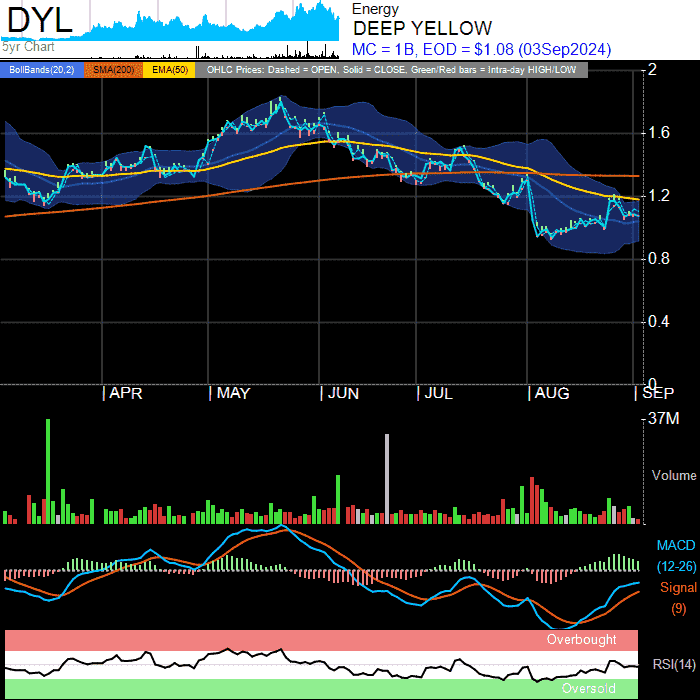 DYL
5yr Chart
Energy
DEEP YELLOW
MC = 1B, EOD = $1.08 (03Sep2024)
BollBands(20,2) SMA(200) EMA(50) OHLC Prices: Dashed = OPEN, Solid = CLOSE, Green/Red bars = Intra-day HIGH/LOW
2
1.6
1.2
0.8
0.4
0
APR MAY JUN JUL AUG SEP
37M
Volume
MACD
(12-26)
Signal
(9)
Overbought
RSI(14)
Oversold